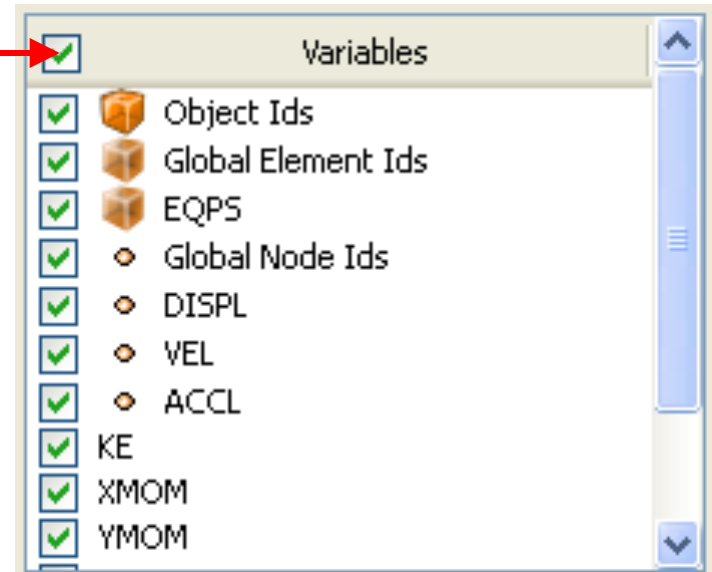 Variables
Object Ids
Global Element Ids
EQPS
Global Node Ids
DISPL
VEL
ACCL
KE
XMOM
YMOM